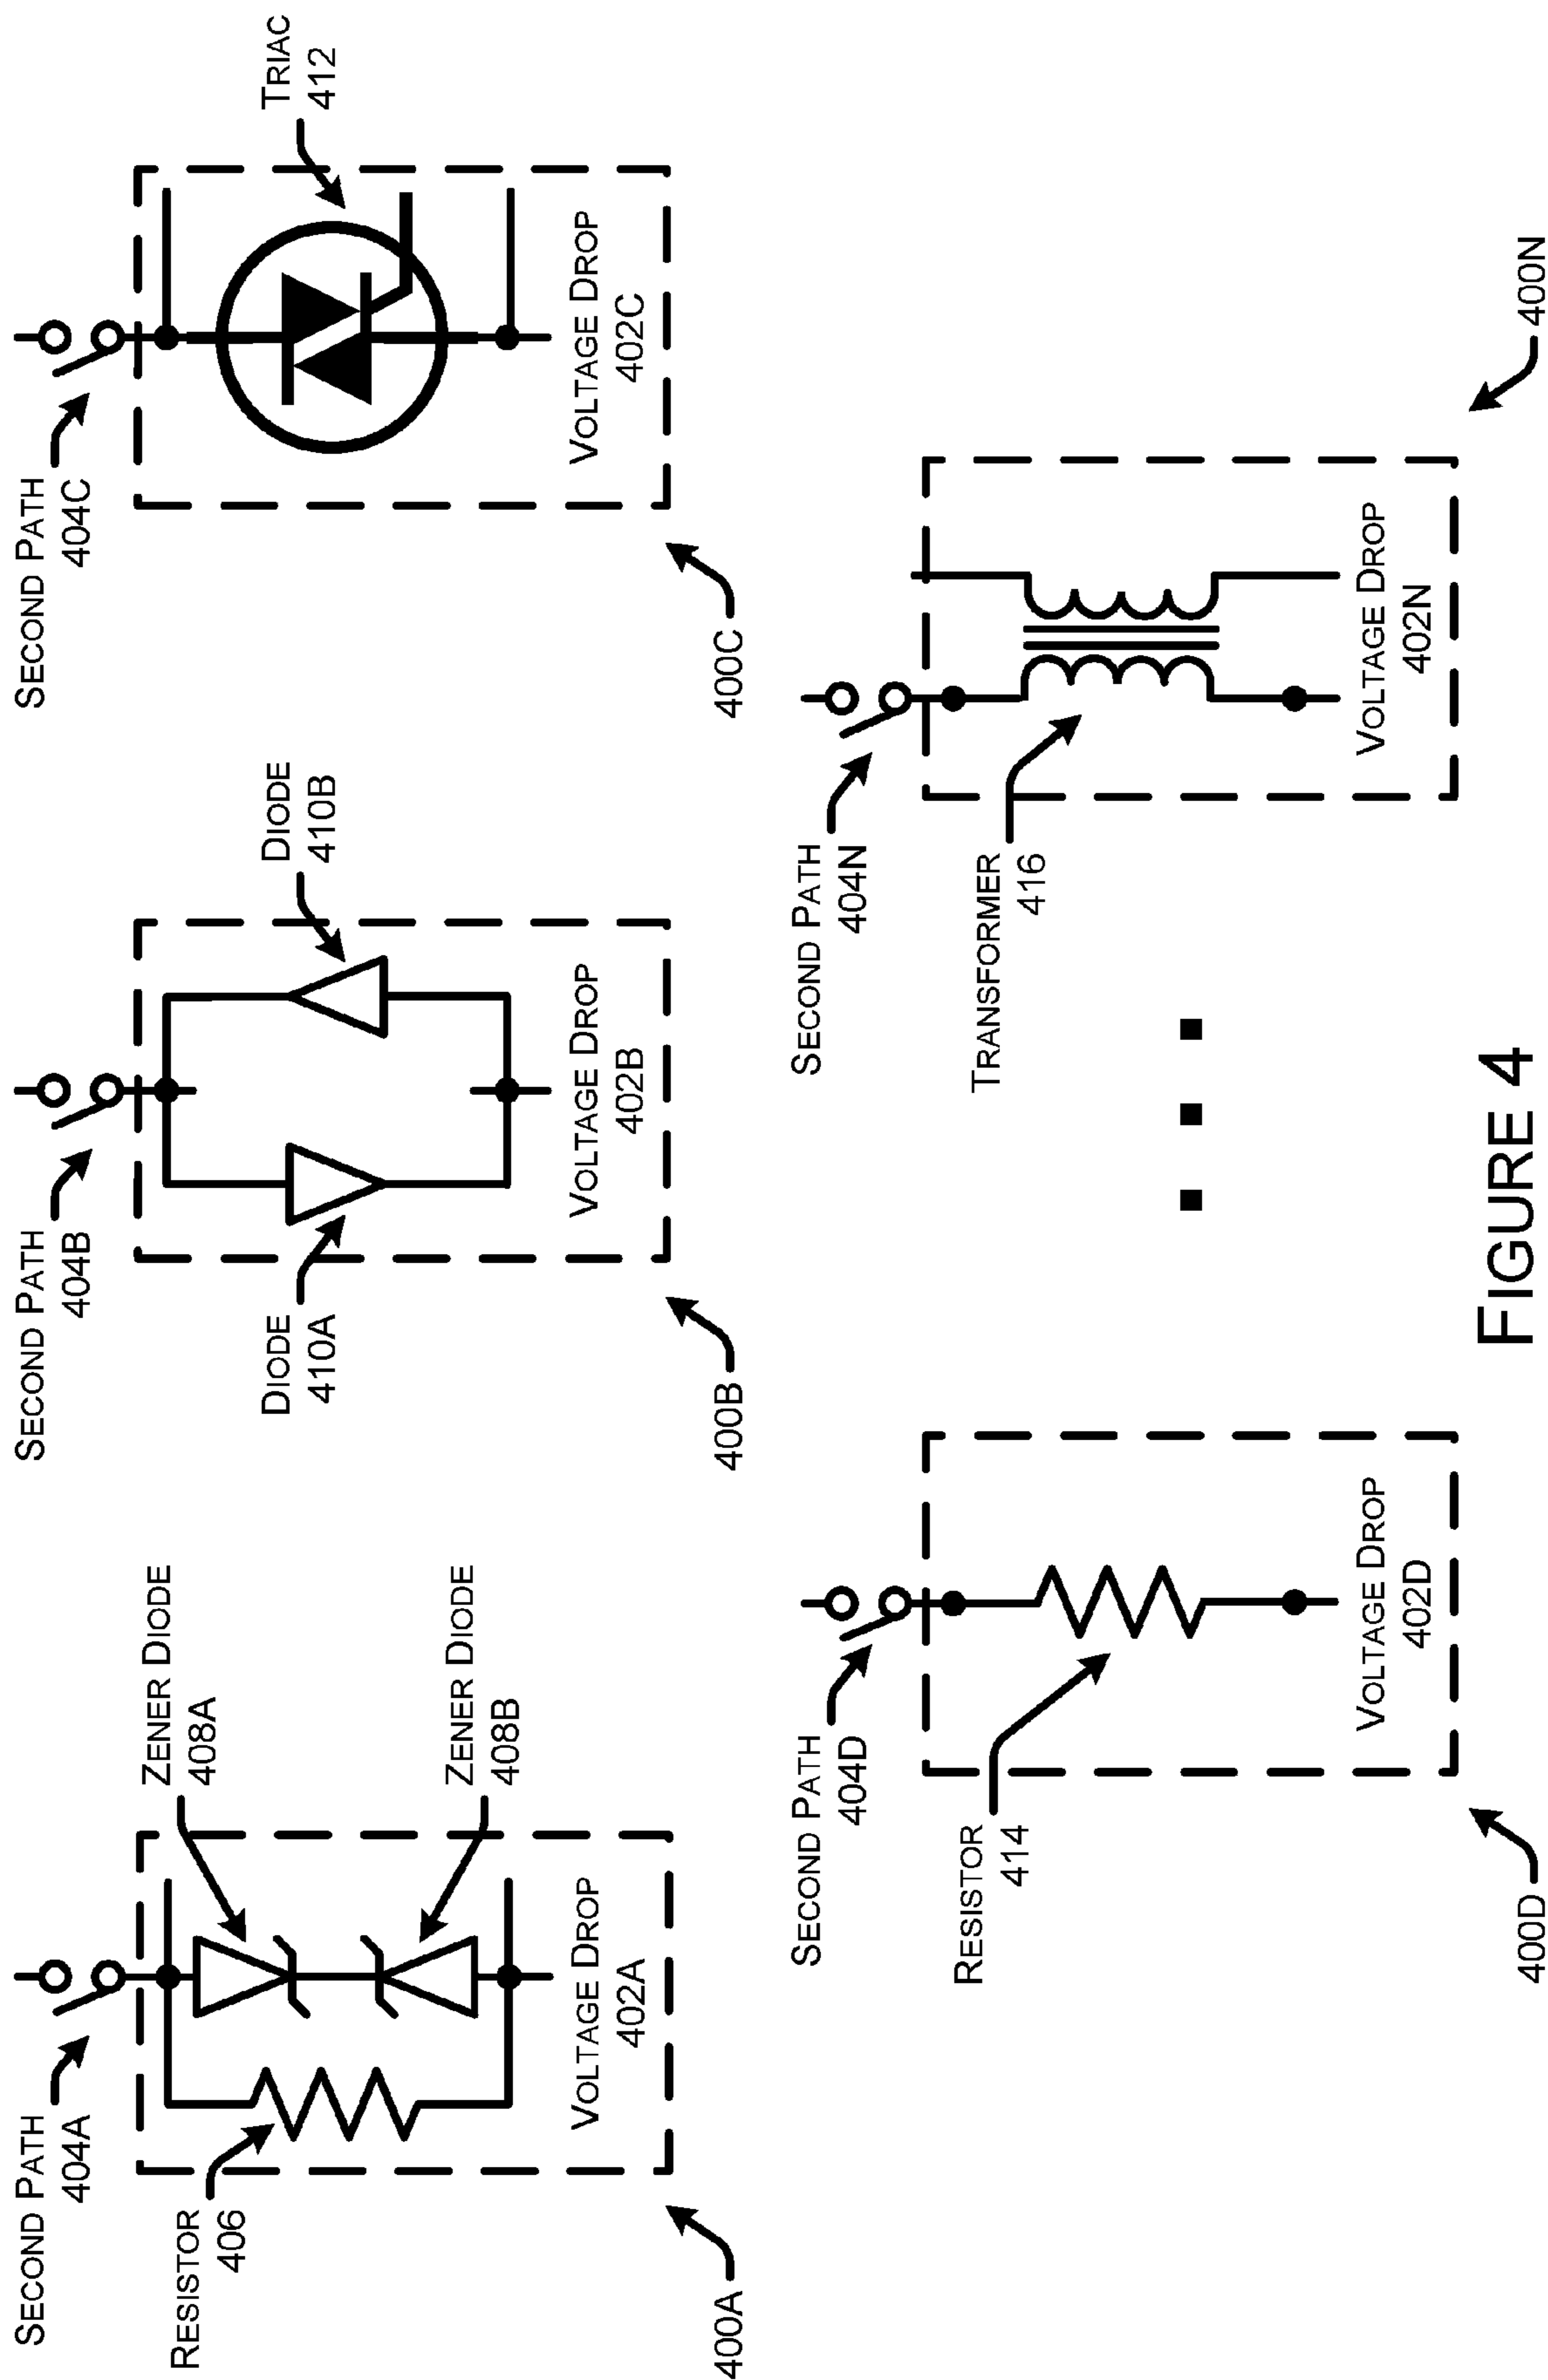 SECOND PATH
404A
RESISTOR
406
ZENER DIODE
408A
ZENER DIODE
408B
VOLTAGE DROP
402A
400A
SECOND PATH
404B
DIODE
410A
DIODE
410B
VOLTAGE DROP
402B
400B
SECOND PATH
404C
TRIAC
412
VOLTAGE DROP
402C
400C
SECOND PATH
404D
RESISTOR
414
VOLTAGE DROP
402D
400D
SECOND PATH
404N
TRANSFORMER
416
VOLTAGE DROP
402N
400N
FIGURE 4